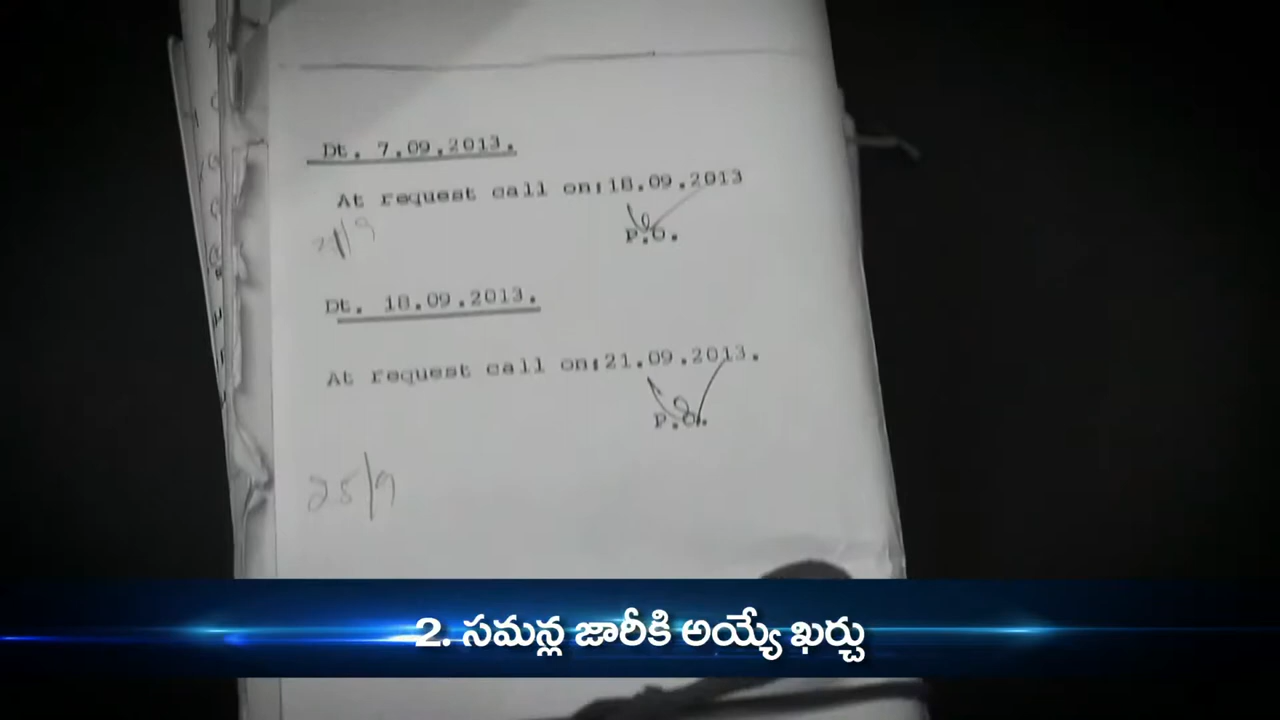 Dt. 7.09.2013.
At request call on;18.09.2013
P.O.
Dt. 18.09.2013.
At request call on;21.09.2013.
P.O.
25/9
2. సమన్ల జారీకి అయ్యే ఖర్చు